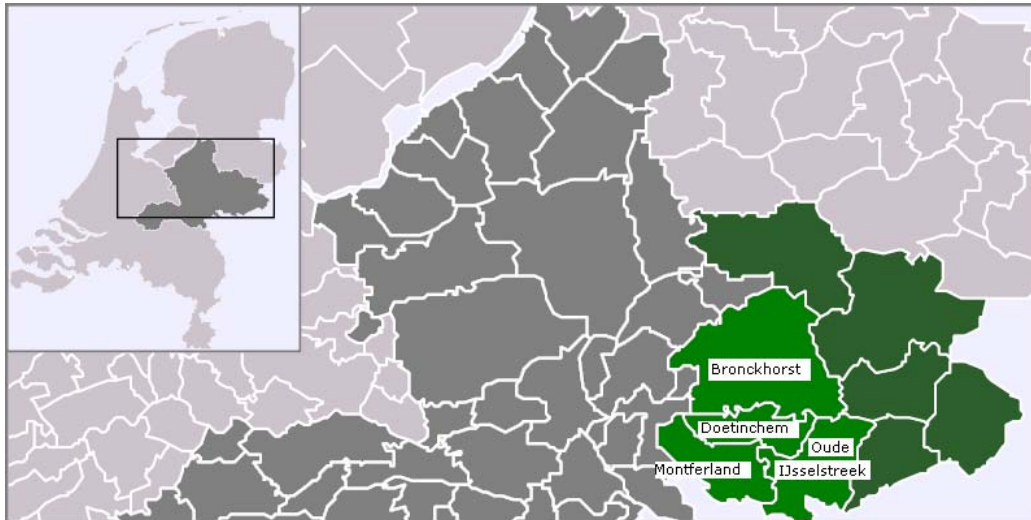 Bronckhorst
Doetinchem
Oude
Montferland
IJsselstreek